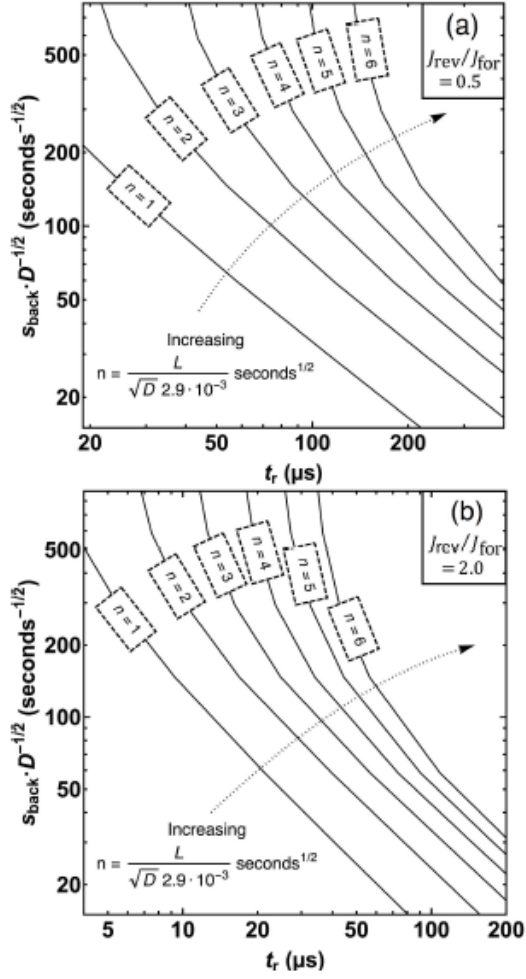 (a)
J_rev/J_for
= 0.5
500
200
100
50
20
s_back·D^−1/2 (seconds^−1/2)
n = 1
n = 2
n = 3
n = 4
n = 5
n = 6
Increasing
n = L / √D 2.9·10^−3 seconds^1/2
20 50 100 200
t_r (µs)
(b)
J_rev/J_for
= 2.0
500
200
100
50
20
s_back·D^−1/2 (seconds^−1/2)
n = 1
n = 2
n = 3
n = 4
n = 5
n = 6
Increasing
n = L / √D 2.9·10^−3 seconds^1/2
5 10 20 50 100 200
t_r (µs)